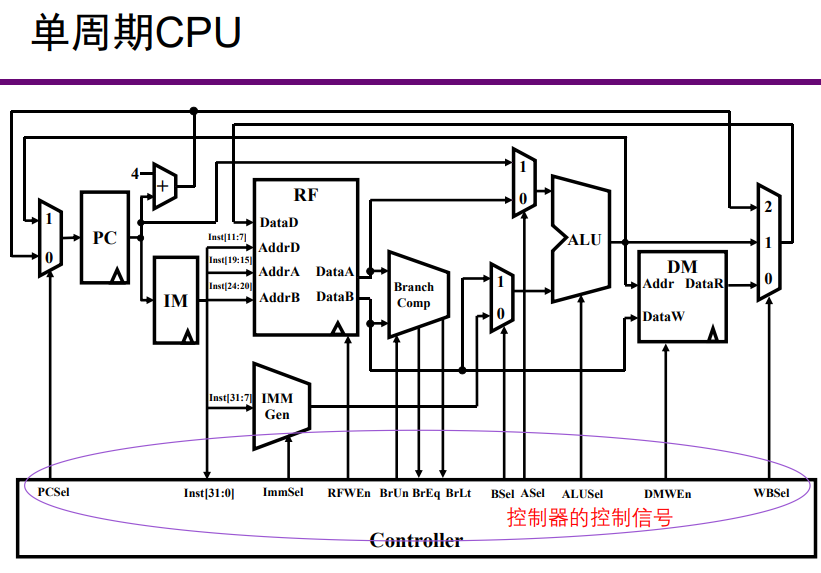 单周期CPU
4
+
1
0
PC
IM
RF
DataD
Inst[11:7]
AddrD
Inst[19:15]
AddrA
DataA
Inst[24:20]
AddrB
DataB
Branch
Comp
1
0
1
0
ALU
DM
Addr DataR
DataW
2
1
0
Inst[31:7]
IMM
Gen
PCSel Inst[31:0] ImmSel RFWEn BrUn BrEq BrLt BSel ASel ALUSel DMWEn WBSel
控制器的控制信号
Controller